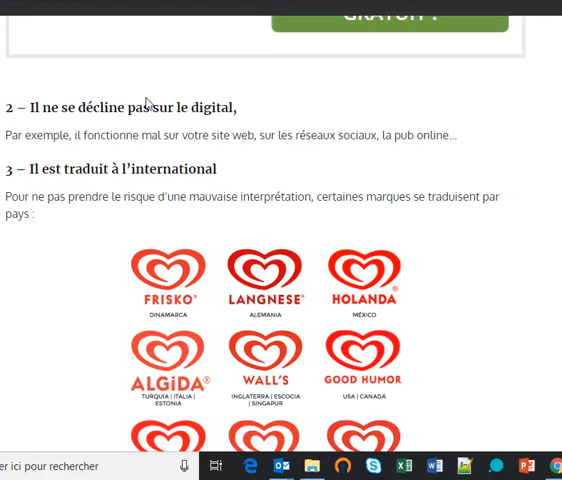 GRATUIT !
2 – Il ne se décline pas sur le digital,
Par exemple, il fonctionne mal sur votre site web, sur les réseaux sociaux, la pub online...
3 – Il est traduit à l’international
Pour ne pas prendre le risque d’une mauvaise interprétation, certaines marques se traduisent par
pays :
FRISKO®
DINAMARCA
LANGNESE®
ALEMANIA
HOLANDA®
MÉXICO
ALGiDA®
TURQUÍA | ITALIA |
ESTONIA
WALL'S
INGLATERRA | ESCOCIA
| SINGAPUR
GOOD HUMOR
USA | CANADÁ
er ici pour rechercher